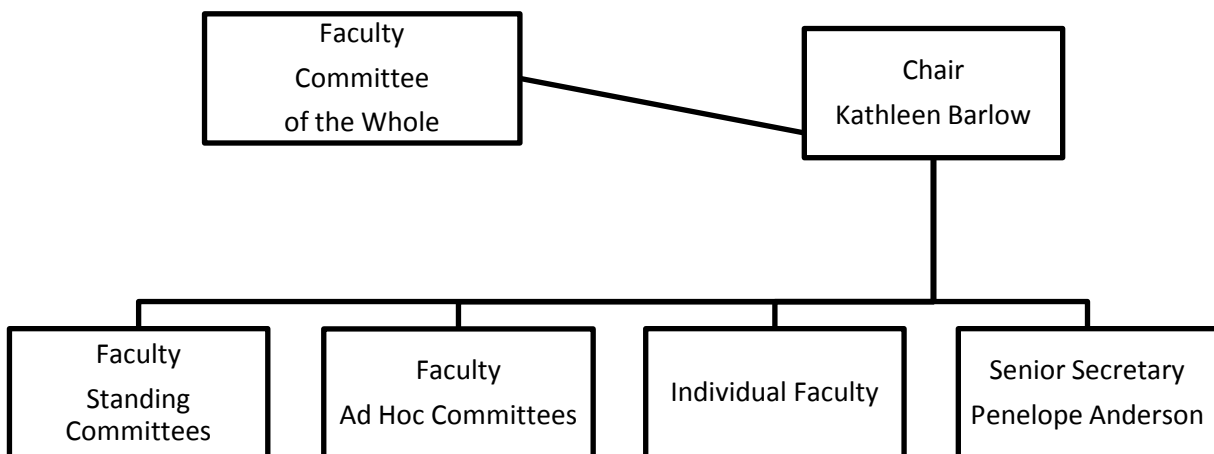 Faculty
Committee
of the Whole
Chair
Kathleen Barlow
Faculty
Standing
Committees
Faculty
Ad Hoc Committees
Individual Faculty
Senior Secretary
Penelope Anderson